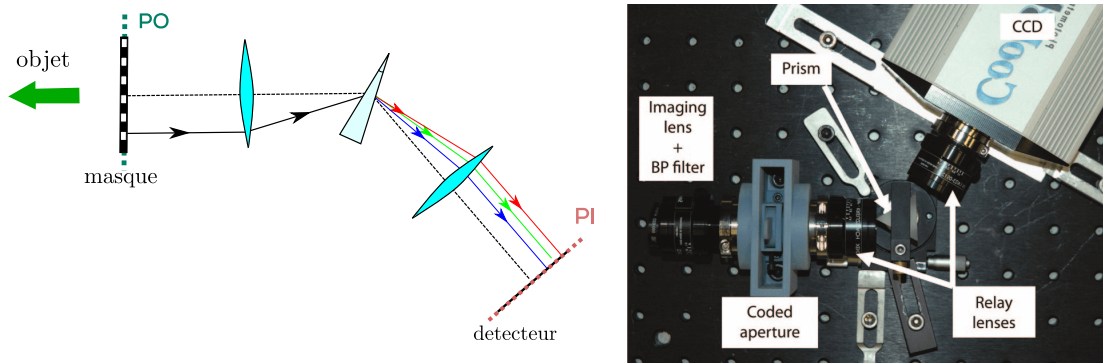 PO
objet
masque
PI
detecteur
CCD
Prism
Imaging
lens
+
BP filter
Coded
aperture
Relay
lenses